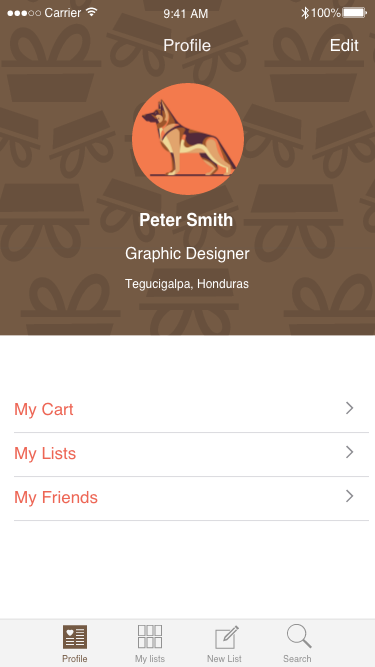 Carrier 9:41 AM 100%
Profile Edit
Peter Smith
Graphic Designer
Tegucigalpa, Honduras
My Cart
My Lists
My Friends
Profile My lists New List Search